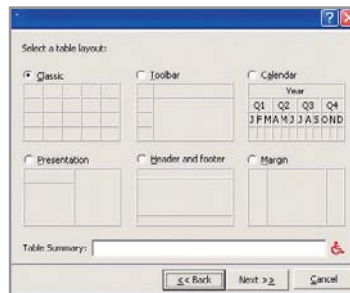 Select a table layout:
Classic
Toolbar
Calendar
Year
Q1 Q2 Q3 Q4
J F M A M J J A S O N D
Presentation
Header and footer
Margin
Table Summary:
<< Back
Next >>
Cancel